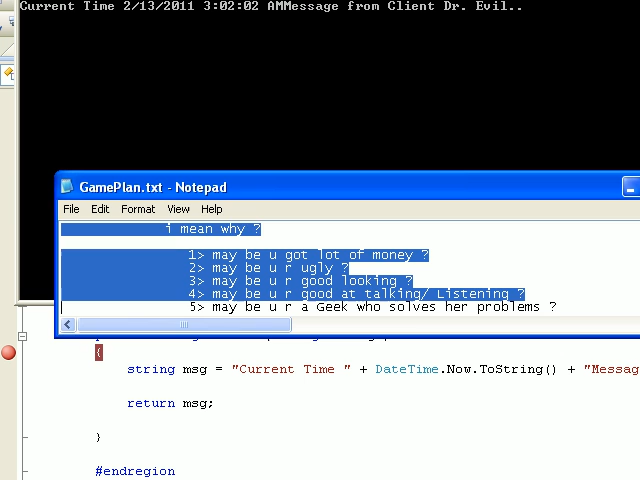 Current Time 2/13/2011 3:02:02 AMMessage from Client Dr. Evil..
GamePlan.txt - Notepad
File Edit Format View Help
i mean why ?
1> may be u got lot of money ?
2> may be u r ugly ?
3> may be u r good looking ?
4> may be u r good at talking/ Listening ?
5> may be u r a Geek who solves her problems ?
{
string msg = "Current Time " + DateTime.Now.ToString() + "Messag
return msg;
}
#endregion